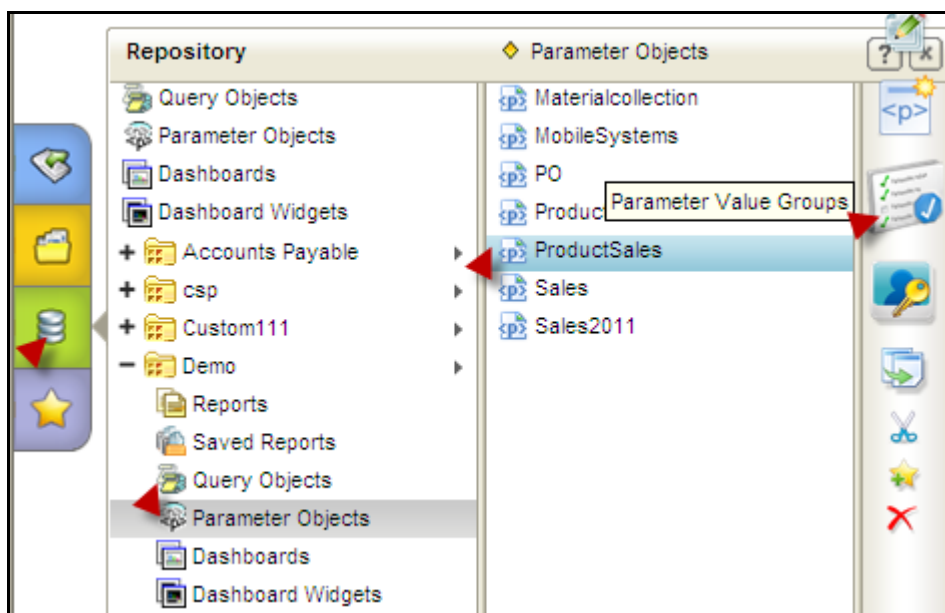 Repository
Parameter Objects
?
x
Query Objects
Parameter Objects
Dashboards
Dashboard Widgets
+ Accounts Payable
+ csp
+ Custom111
− Demo
Reports
Saved Reports
Query Objects
Parameter Objects
Dashboards
Dashboard Widgets
<p> Materialcollection
<p> MobileSystems
<p> PO
<p> Product
<p> ProductSales
<p> Sales
<p> Sales2011
Parameter Value Groups
<p>